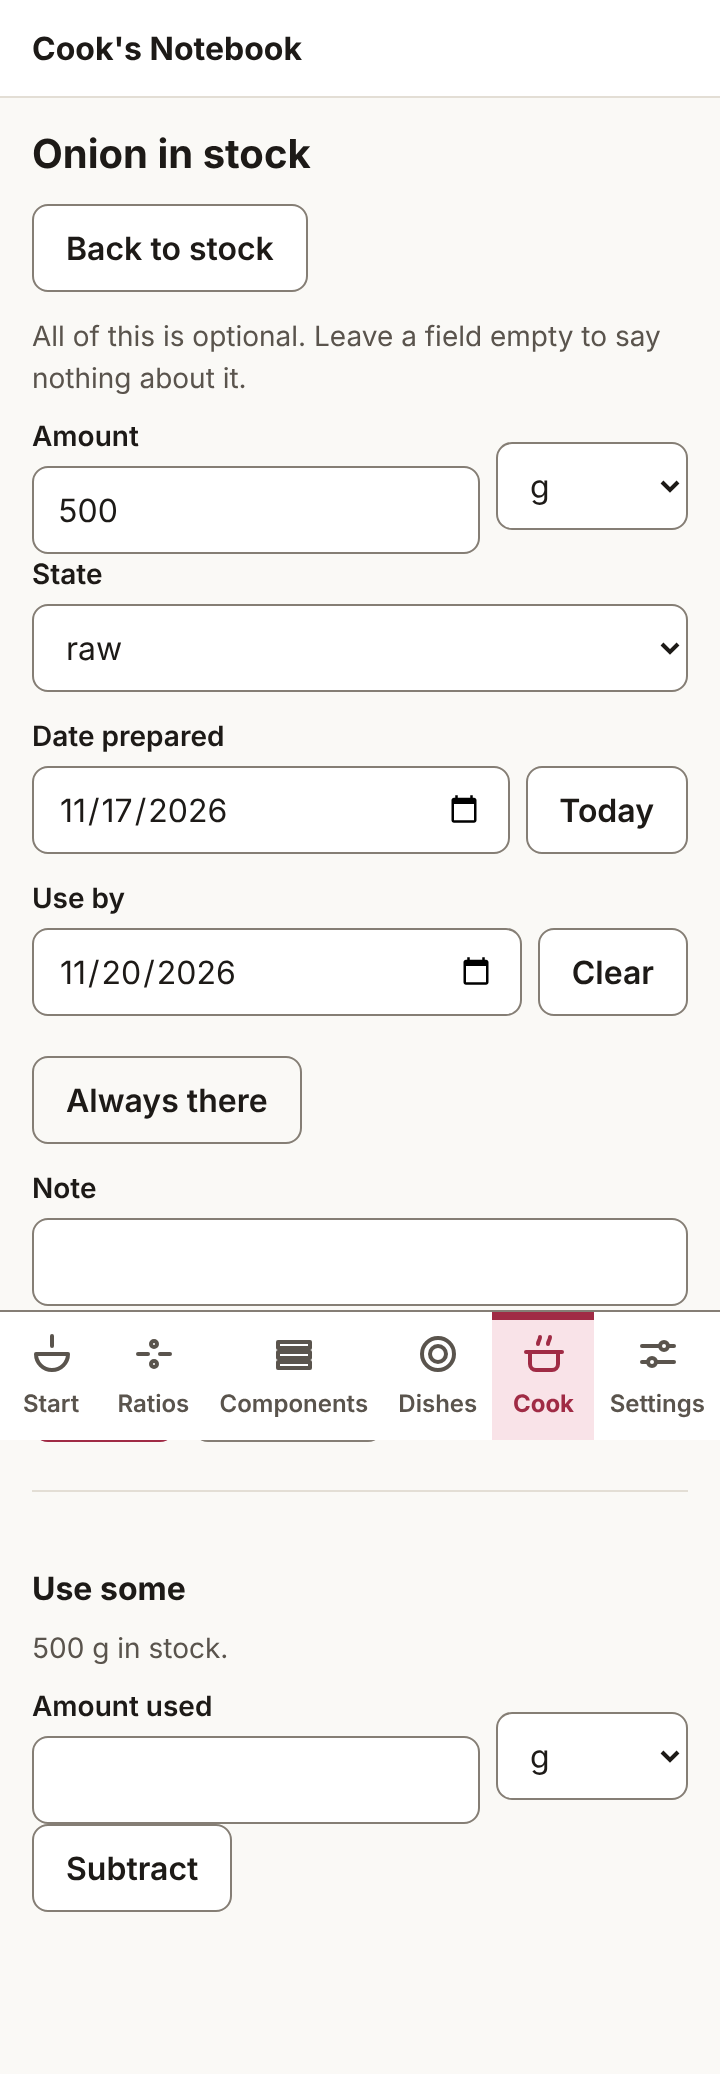 Cook's Notebook
Onion in stock
Back to stock
All of this is optional. Leave a field empty to say
nothing about it.
Amount
500
g
State
raw
Date prepared
11/17/2026
Today
Use by
11/20/2026
Clear
Always there
Note
Start
Ratios
Components
Dishes
Cook
Settings
Use some
500 g in stock.
Amount used
g
Subtract